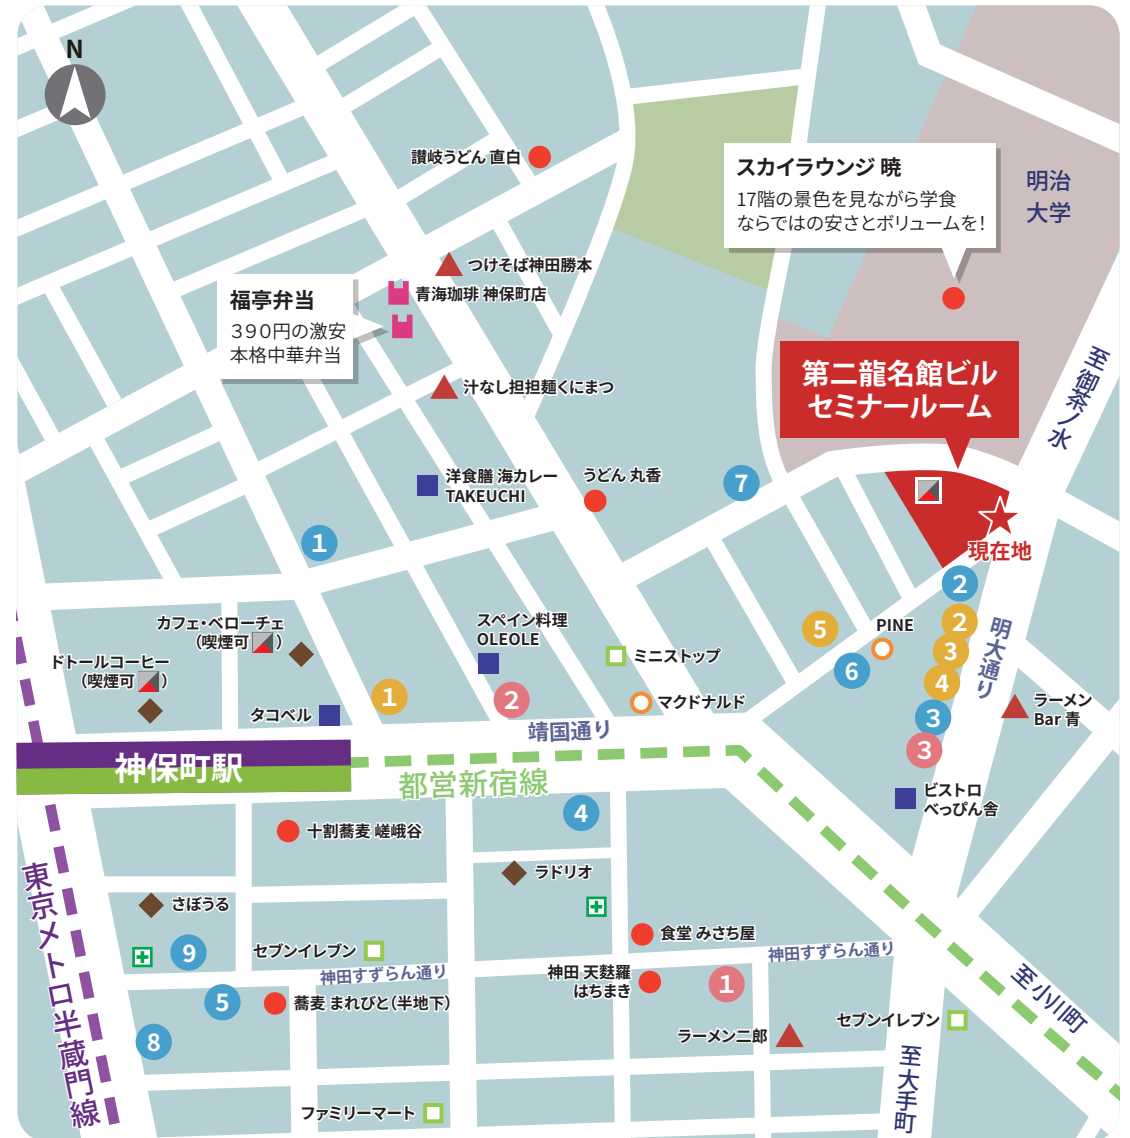 N
讃岐うどん 直白
スカイラウンジ 暁
17階の景色を見ながら学食
ならではの安さとボリュームを!
明治
大学
つけそば神田勝本
青海珈琲 神保町店
福亭弁当
390円の激安
本格中華弁当
汁なし担担麺くにまつ
第二龍名館ビル
セミナールーム
至御茶ノ水
洋食膳 海カレー
TAKEUCHI
うどん 丸香
7
1
現在地
2
2
3
4
3
3
明大通り
カフェ・ベローチェ
（喫煙可）
ドトールコーヒー
（喫煙可）
スペイン料理
OLEOLE
ミニストップ
5
6
PINE
タコベル
1
2
マクドナルド
ラーメン
Bar 青
靖国通り
神保町駅
都営新宿線
ビストロ
べっぴん舎
十割蕎麦 嵯峨谷
4
ラドリオ
東京メトロ半蔵門線
さぼうる
9
セブンイレブン
神田すずらん通り
食堂 みさち屋
神田すずらん通り
5
蕎麦 まれびと（半地下）
神田 天麩羅
はちまき
1
至小川町
8
ラーメン二郎
セブンイレブン
至大手町
ファミリーマート